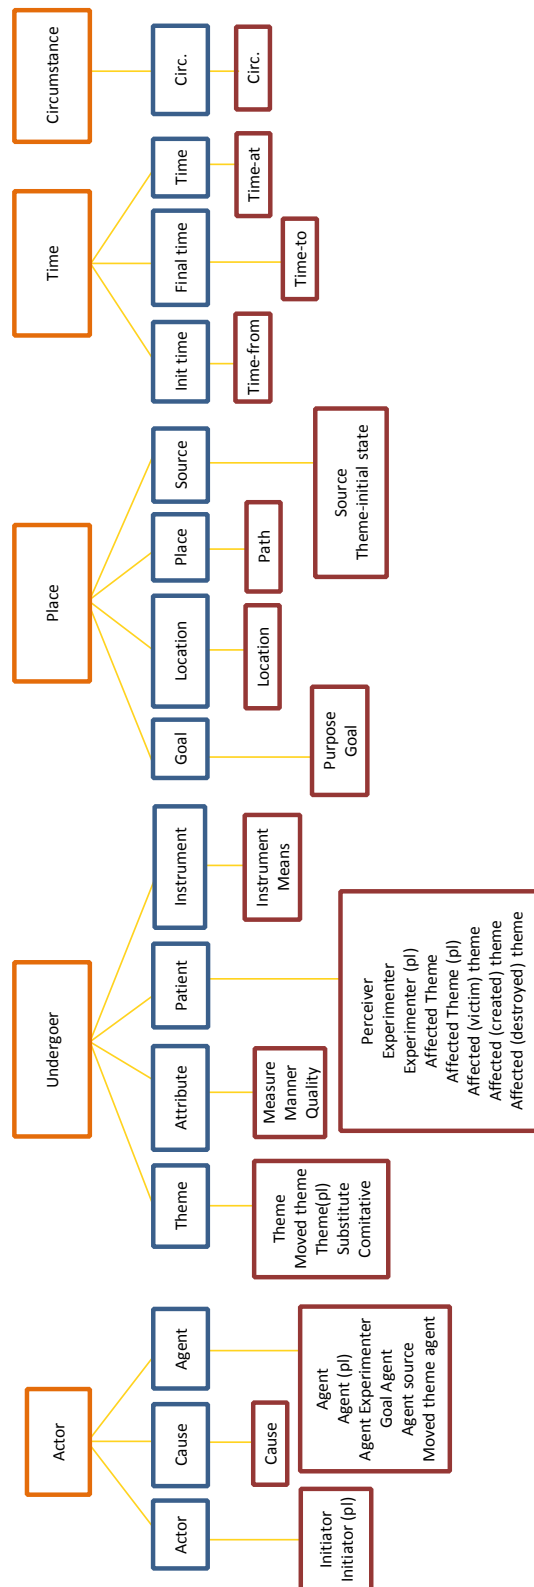 Actor
Undergoer
Place
Time
Circumstance
Actor
Cause
Agent
Theme
Attribute
Patient
Instrument
Goal
Location
Place
Source
Init time
Final time
Time
Circ.
Initiator
Initiator (pl)
Cause
Agent
Agent (pl)
Agent Experimenter
Goal Agent
Agent source
Moved theme agent
Theme
Moved theme
Theme(pl)
Substitute
Comitative
Measure
Manner
Quality
Perceiver
Experimenter
Experimenter (pl)
Affected Theme
Affected Theme (pl)
Affected (victim) theme
Affected (created) theme
Affected (destroyed) theme
Instrument
Means
Purpose
Goal
Location
Path
Source
Theme-initial state
Time-from
Time-to
Time-at
Circ.